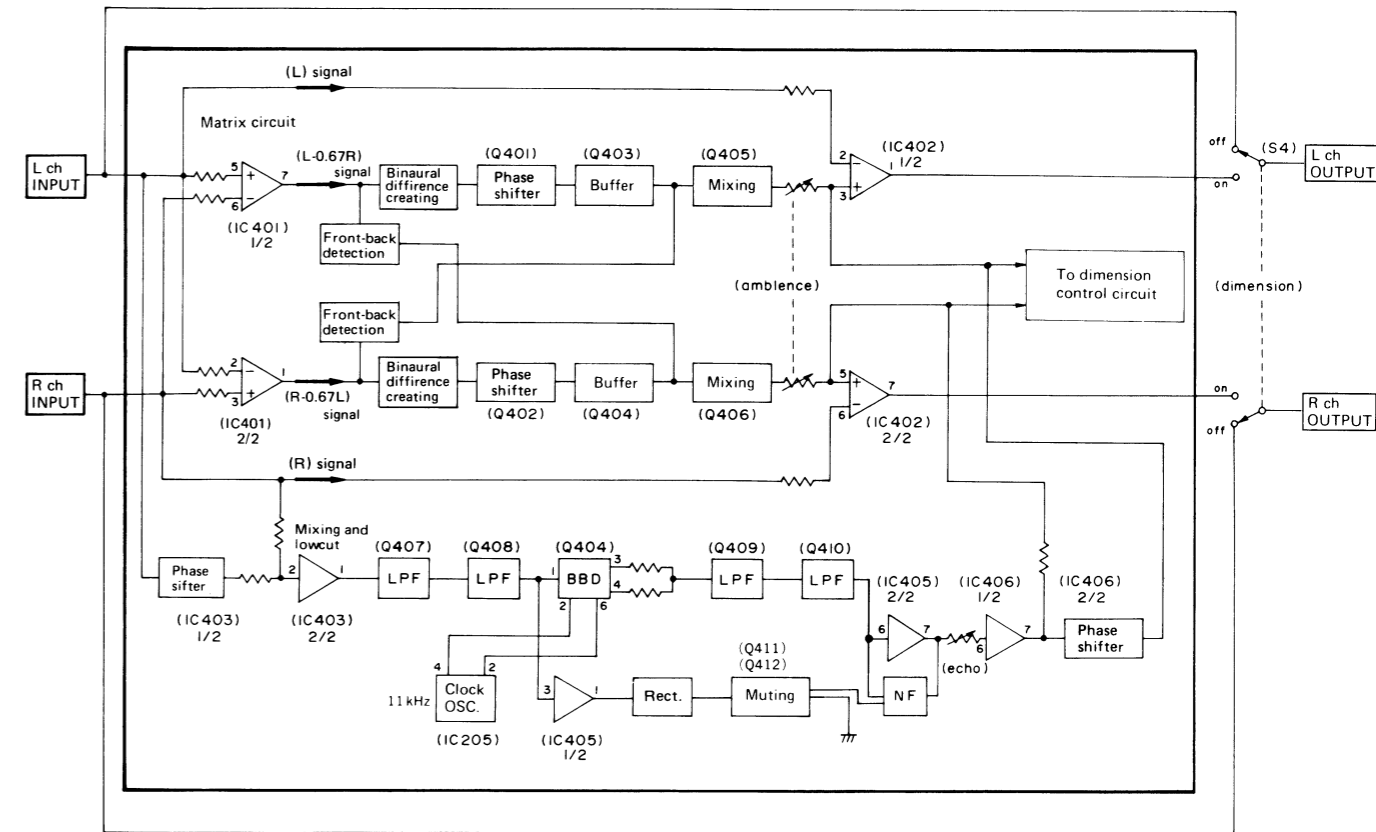 (L) signal
Matrix circuit
L ch
INPUT
5
+
−
6
7
(IC401)
1/2
(L-0.67R)
signal
Binaural
diffirence
creating
(Q401)
Phase
shifter
(Q403)
Buffer
(Q405)
Mixing
2
−
+
3
1
(IC402)
1/2
off
on
(S4)
L ch
OUTPUT
Front-back
detection
(amblence)
To dimension
control circuit
(dimension)
Front-back
detection
R ch
INPUT
2
−
+
3
1
(IC401)
2/2
(R-0.67L)
signal
Binaural
diffirence
creating
Phase
shifter
(Q402)
Buffer
(Q404)
Mixing
(Q406)
5
+
−
6
7
(IC402)
2/2
on
off
R ch
OUTPUT
(R) signal
Mixing and
lowcut
Phase
sifter
(IC403)
1/2
2
1
(IC403)
2/2
(Q407)
LPF
(Q408)
LPF
(Q404)
1
BBD
3
4
2
6
(Q409)
LPF
(Q410)
LPF
(IC405)
2/2
6
7
(echo)
(IC406)
1/2
6
7
(IC406)
2/2
Phase
shifter
4
2
11kHz
Clock
OSC.
(IC205)
3
1
(IC405)
1/2
Rect.
(Q411)
(Q412)
Muting
NF